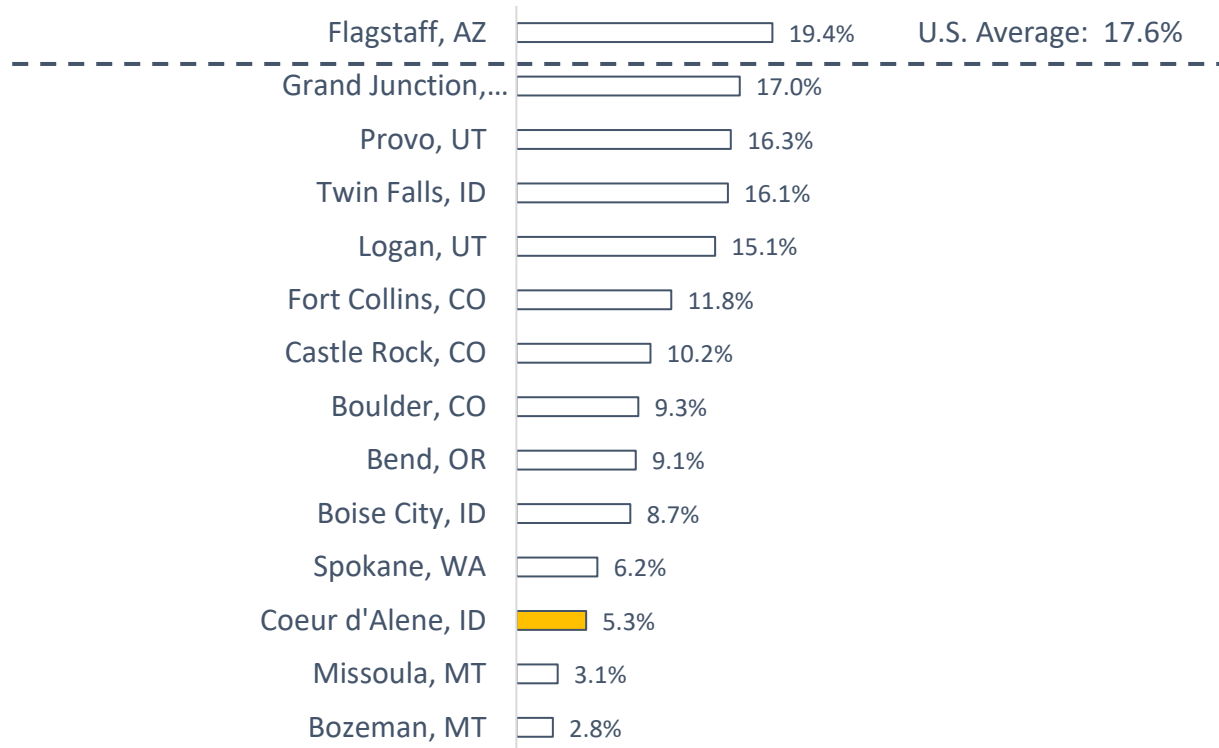 Flagstaff, AZ 19.4% U.S. Average: 17.6%
Grand Junction,... 17.0%
Provo, UT 16.3%
Twin Falls, ID 16.1%
Logan, UT 15.1%
Fort Collins, CO 11.8%
Castle Rock, CO 10.2%
Boulder, CO 9.3%
Bend, OR 9.1%
Boise City, ID 8.7%
Spokane, WA 6.2%
Coeur d'Alene, ID 5.3%
Missoula, MT 3.1%
Bozeman, MT 2.8%